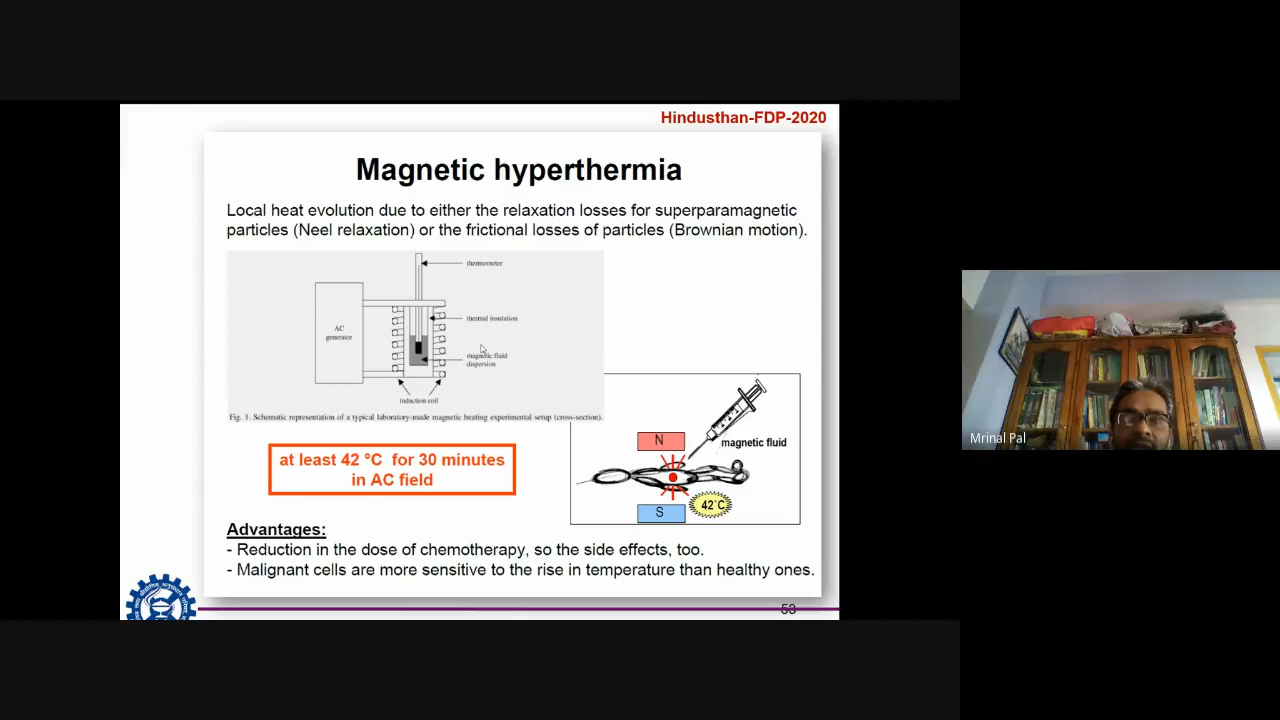 Hindusthan-FDP-2020
Magnetic hyperthermia
Local heat evolution due to either the relaxation losses for superparamagnetic
particles (Neel relaxation) or the frictional losses of particles (Brownian motion).
thermometer
AC
generator
thermal insulation
magnetic fluid
dispersion
induction coil
Fig. 1. Schematic representation of a typical laboratory-made magnetic heating experimental setup (cross-section).
N
magnetic fluid
S
42°C
at least 42 °C for 30 minutes
in AC field
Advantages:
- Reduction in the dose of chemotherapy, so the side effects, too.
- Malignant cells are more sensitive to the rise in temperature than healthy ones.
53
Mrinal Pal